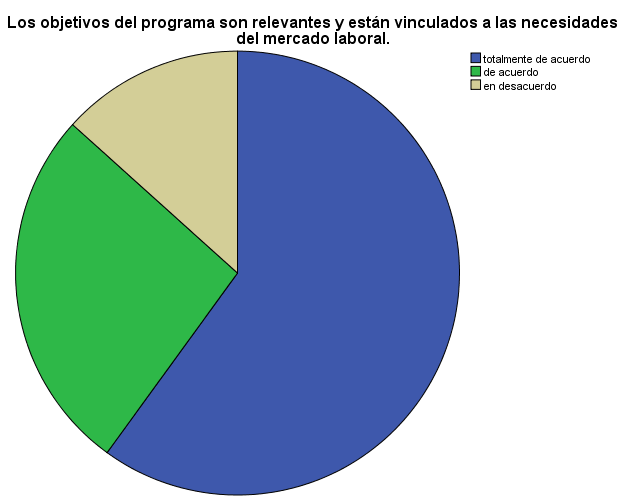 Los objetivos del programa son relevantes y están vinculados a las necesidades
del mercado laboral.
totalmente de acuerdo
de acuerdo
en desacuerdo